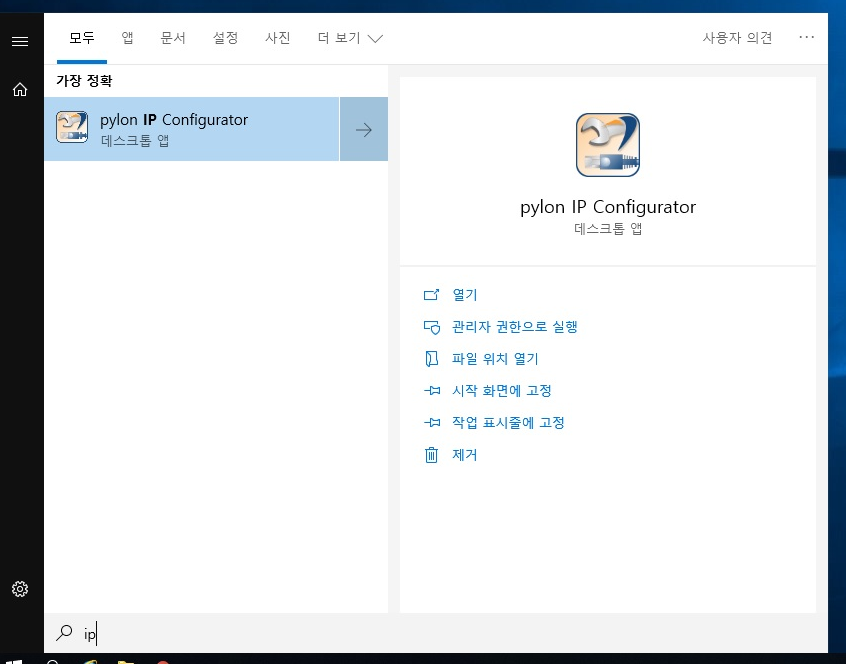 모두 앱 문서 설정 사진 더 보기 사용자 의견 ···
가장 정확
pylon IP Configurator
데스크톱 앱
pylon IP Configurator
데스크톱 앱
열기
관리자 권한으로 실행
파일 위치 열기
시작 화면에 고정
작업 표시줄에 고정
제거
ip